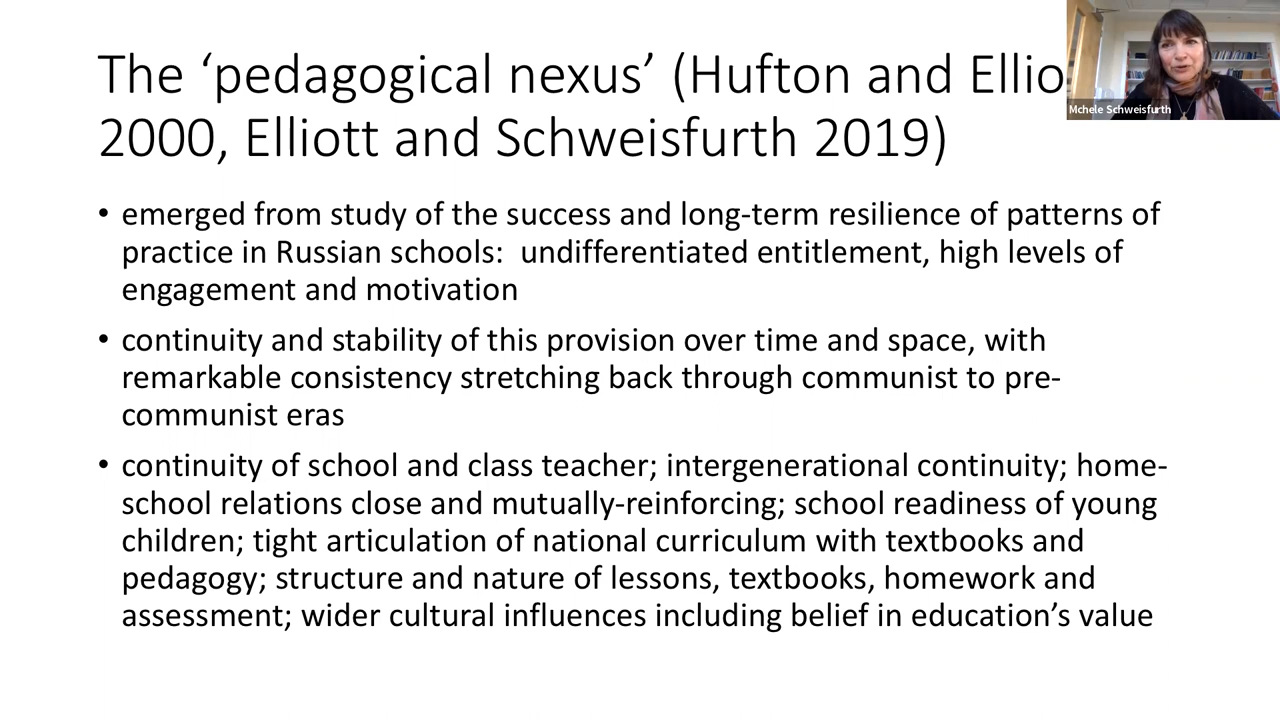 The ‘pedagogical nexus’ (Hufton and Ellio
2000, Elliott and Schweisfurth 2019)
Mchele Schweisfurth
• emerged from study of the success and long-term resilience of patterns of
practice in Russian schools:  undifferentiated entitlement, high levels of
engagement and motivation
• continuity and stability of this provision over time and space, with
remarkable consistency stretching back through communist to pre-
communist eras
• continuity of school and class teacher; intergenerational continuity; home-
school relations close and mutually-reinforcing; school readiness of young
children; tight articulation of national curriculum with textbooks and
pedagogy; structure and nature of lessons, textbooks, homework and
assessment; wider cultural influences including belief in education’s value